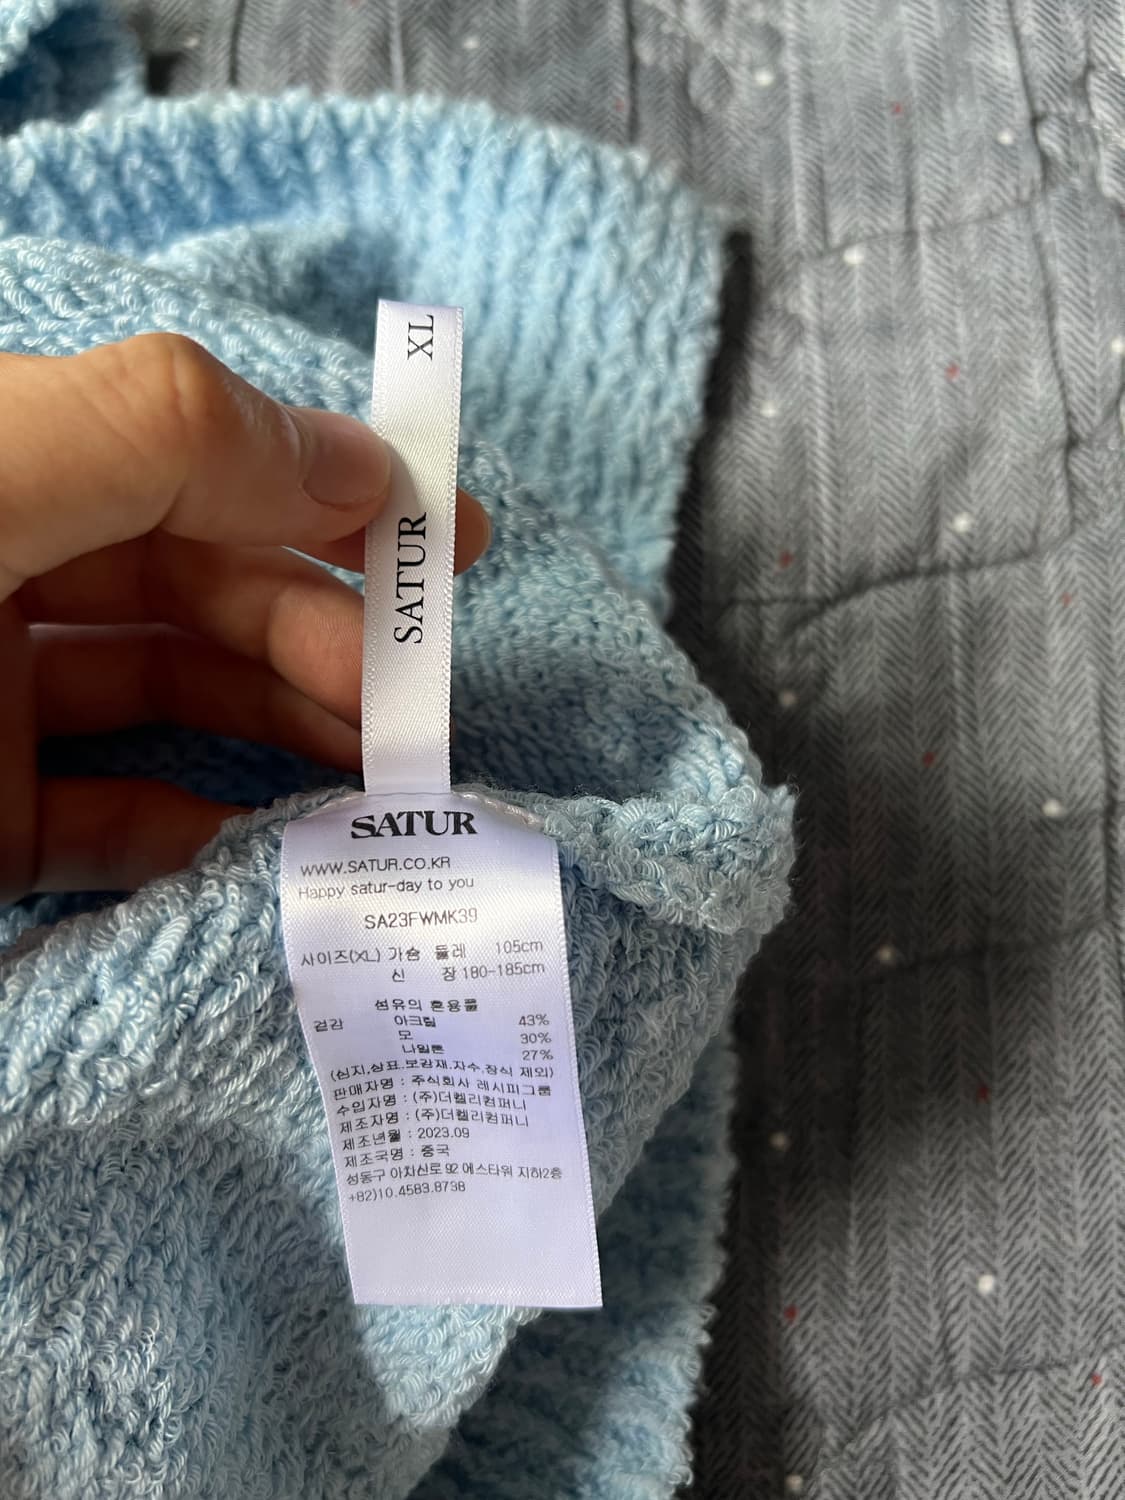 XL
SATUR
SATUR
WWW.SATUR.CO.KR
Happy satur-day to you
SA23FWMK39
사이즈(XL) 가슴 둘레 105cm
신 장 180-185cm
섬유의 혼용률
겉감 아크릴 43%
모 30%
나일론 27%
(심지,상표,보강재,자수,장식 제외)
판매자명 : 주식회사 레시피그룹
수입자명 : (주)더켈리컴퍼니
제조자명 : (주)더켈리컴퍼니
제조년월 : 2023.09
제조국명 : 중국
성동구 아차산로 92 에스타워 지하2층
+82)10.4583.8738